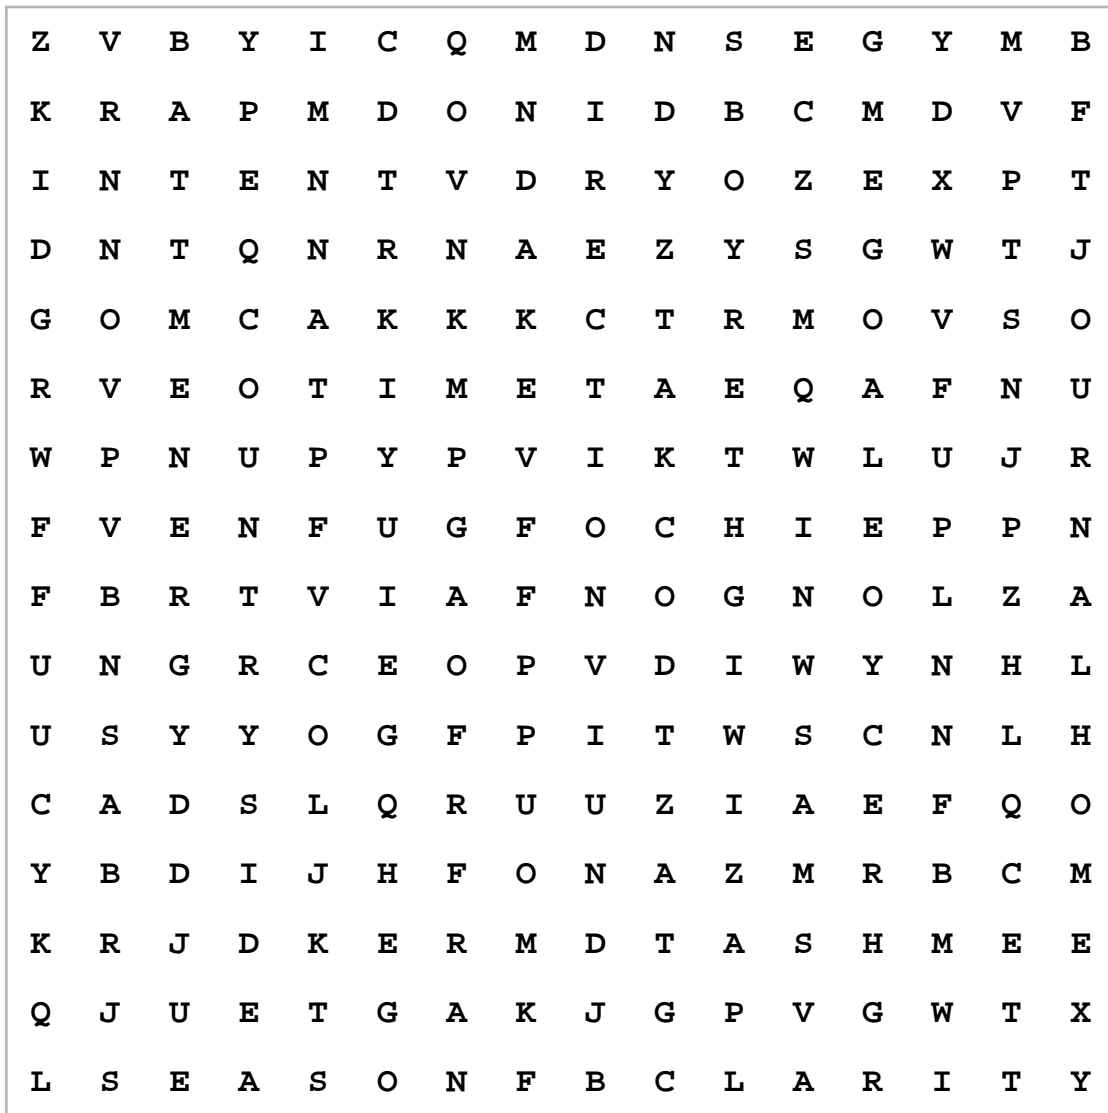 Z V B Y I C Q M D N S E G Y M B
K R A P M D O N I D B C M D V F
I N T E N T V D R Y O Z E X P T
D N T Q N R N A E Z Y S G W T J
G O M C A K K K C T R M O V S O
R V E O T I M E T A E Q A F N U
W P N U P Y P V I K T W L U J R
F V E N F U G F O C H I E P P N
F B R T V I A F N O G N O L Z A
U N G R C E O P V D I W Y N H L
U S Y Y O G F P I T W S C N L H
C A D S L Q R U U Z I A E F Q O
Y B D I J H F O N A Z M R B C M
K R J D K E R M D T A S H M E E
Q J U E T G A K J G P V G W T X
L S E A S O N F B C L A R I T Y